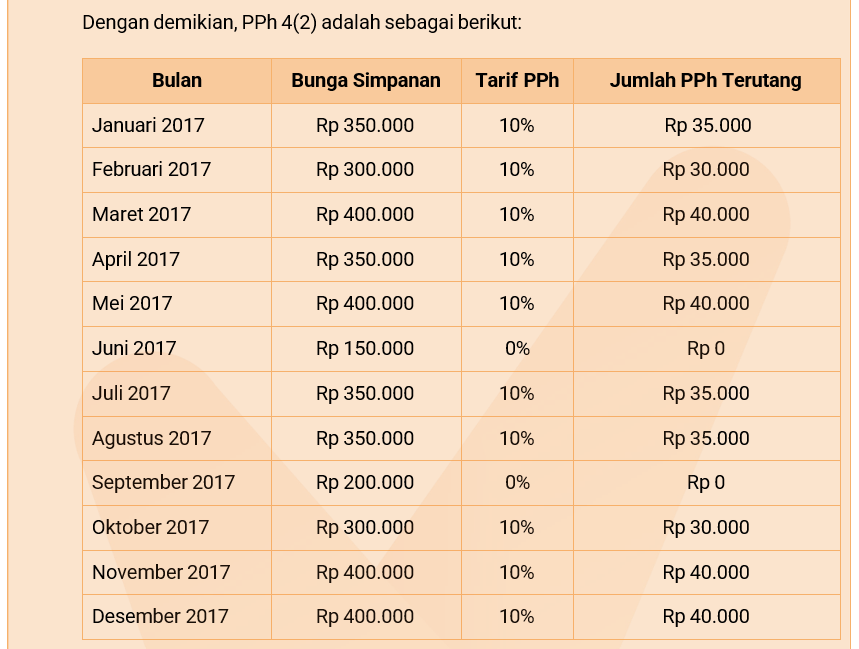 Dengan demikian, PPh 4(2) adalah sebagai berikut:
Bulan Bunga Simpanan Tarif PPh Jumlah PPh Terutang
Januari 2017 Rp 350.000 10% Rp 35.000
Februari 2017 Rp 300.000 10% Rp 30.000
Maret 2017 Rp 400.000 10% Rp 40.000
April 2017 Rp 350.000 10% Rp 35.000
Mei 2017 Rp 400.000 10% Rp 40.000
Juni 2017 Rp 150.000 0% Rp 0
Juli 2017 Rp 350.000 10% Rp 35.000
Agustus 2017 Rp 350.000 10% Rp 35.000
September 2017 Rp 200.000 0% Rp 0
Oktober 2017 Rp 300.000 10% Rp 30.000
November 2017 Rp 400.000 10% Rp 40.000
Desember 2017 Rp 400.000 10% Rp 40.000